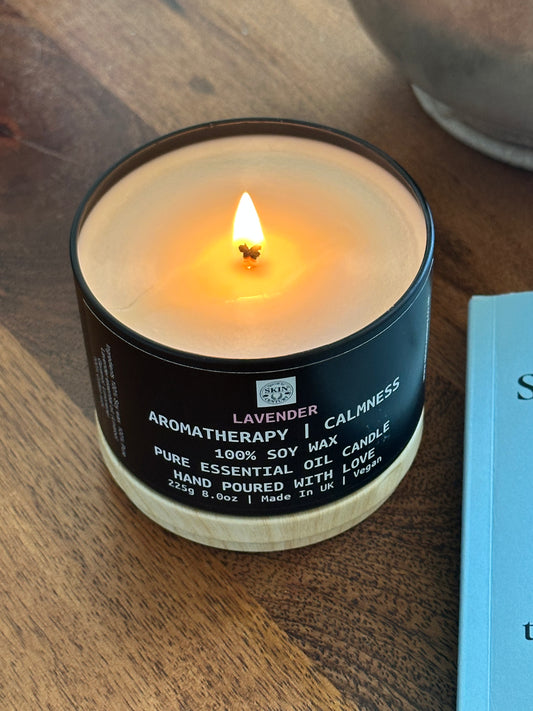 SKIN
LAVENDER
AROMATHERAPY | CALMNESS
100% SOY WAX
PURE ESSENTIAL OIL CANDLE
HAND POURED WITH LOVE
225g 8.0oz | Made In UK | Vegan
S
t